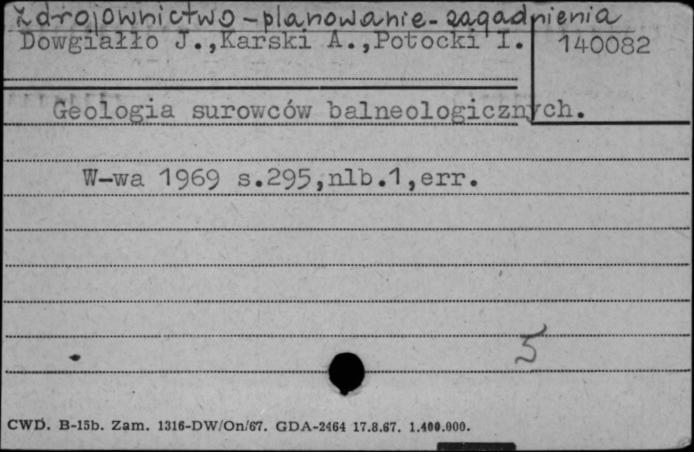 Zdrojownictwo - planowanie - zagadnienia
Dowgiałło J.,Karski A.,Potocki I.
140082
Geologia surowców balneologicznych.
W-wa 1969 s.295,nlb.1,err.
5
CWD. B-15b. Zam. 1316-DW/On/67. GDA-2464 17.8.67. 1.400.000.